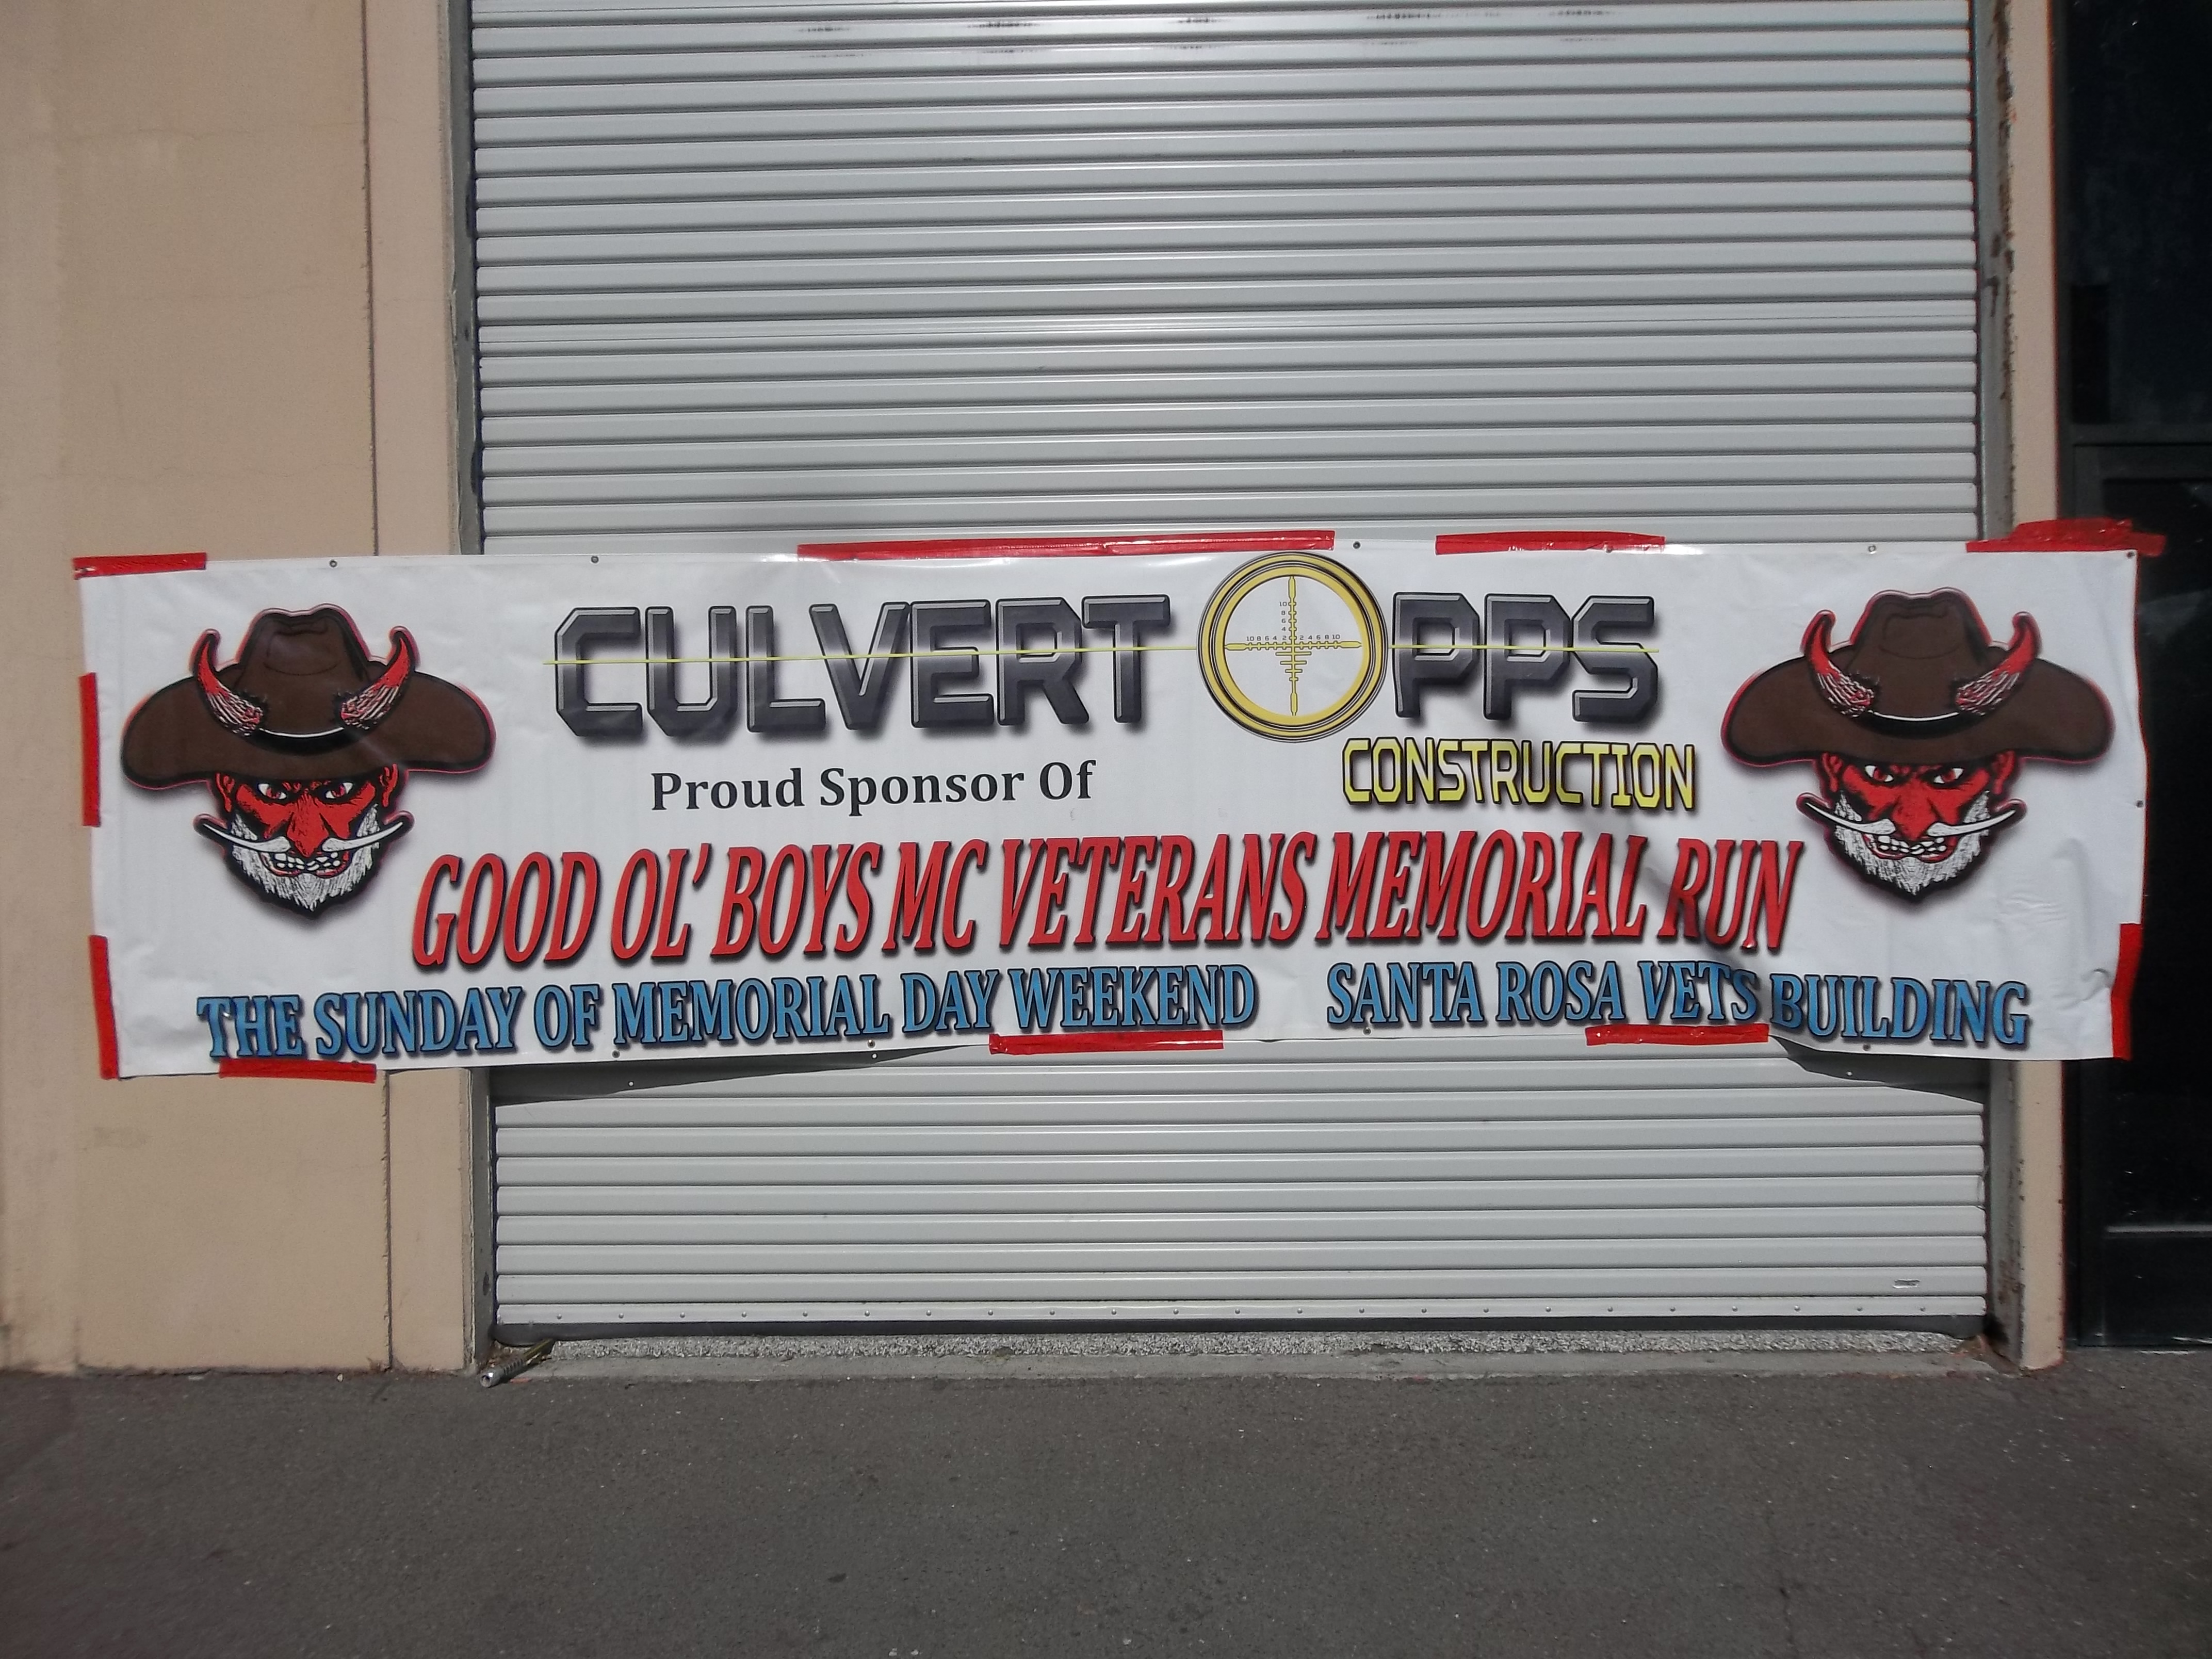 CULVERT OPPS
CONSTRUCTION
Proud Sponsor Of
GOOD OL' BOYS MC VETERANS MEMORIAL RUN
THE SUNDAY OF MEMORIAL DAY WEEKEND SANTA ROSA VETS BUILDING